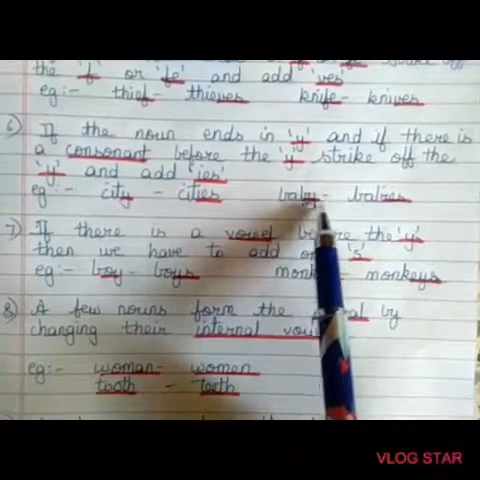 strike off
the 'f' or 'fe' and add 'ves'
eg:- thief - thieves knife - knives
6) If the noun ends in 'y' and if there is
a consonant before the 'y' strike off the
'y' and add 'ies'
eg:- city - cities baby - babies
7) If there is a vowel the 'y'
then we have to add 's'
eg:- boy - boys monkeys
8) A few nouns form the by
changing their internal
eg:- woman - women
tooth - teeth
VLOG STAR